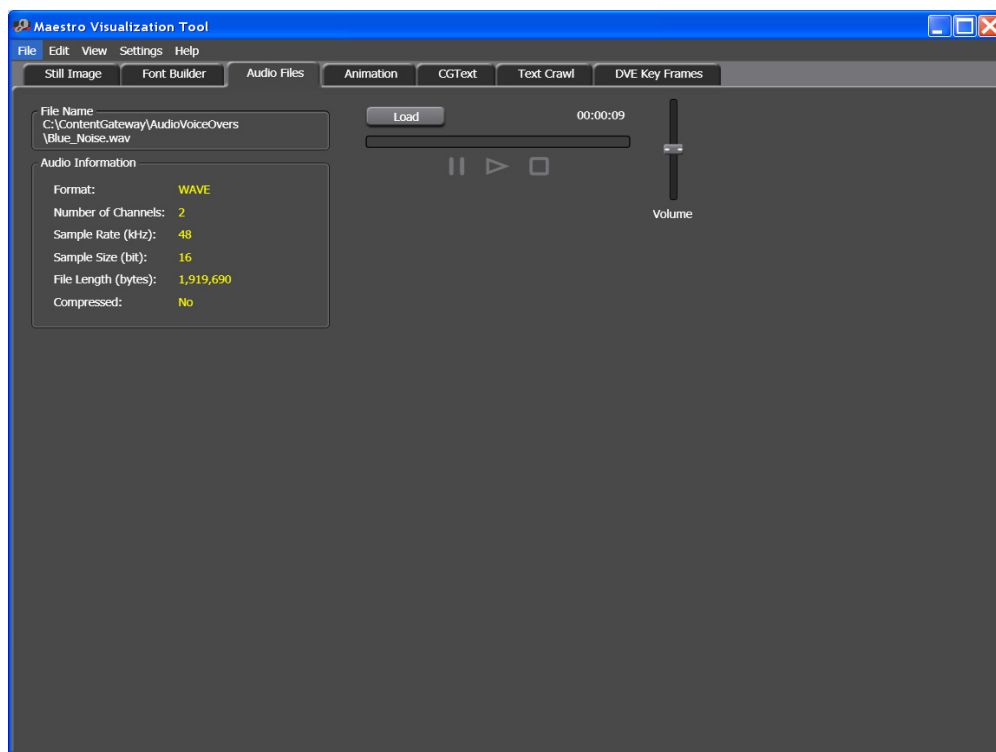 Maestro Visualization Tool
File Edit View Settings Help
Still Image Font Builder Audio Files Animation CGText Text Crawl DVE Key Frames
File Name
C:\ContentGateway\AudioVoiceOvers
\Blue_Noise.wav
Load 00:00:09
Volume
Audio Information
Format: WAVE
Number of Channels: 2
Sample Rate (kHz): 48
Sample Size (bit): 16
File Length (bytes): 1,919,690
Compressed: No